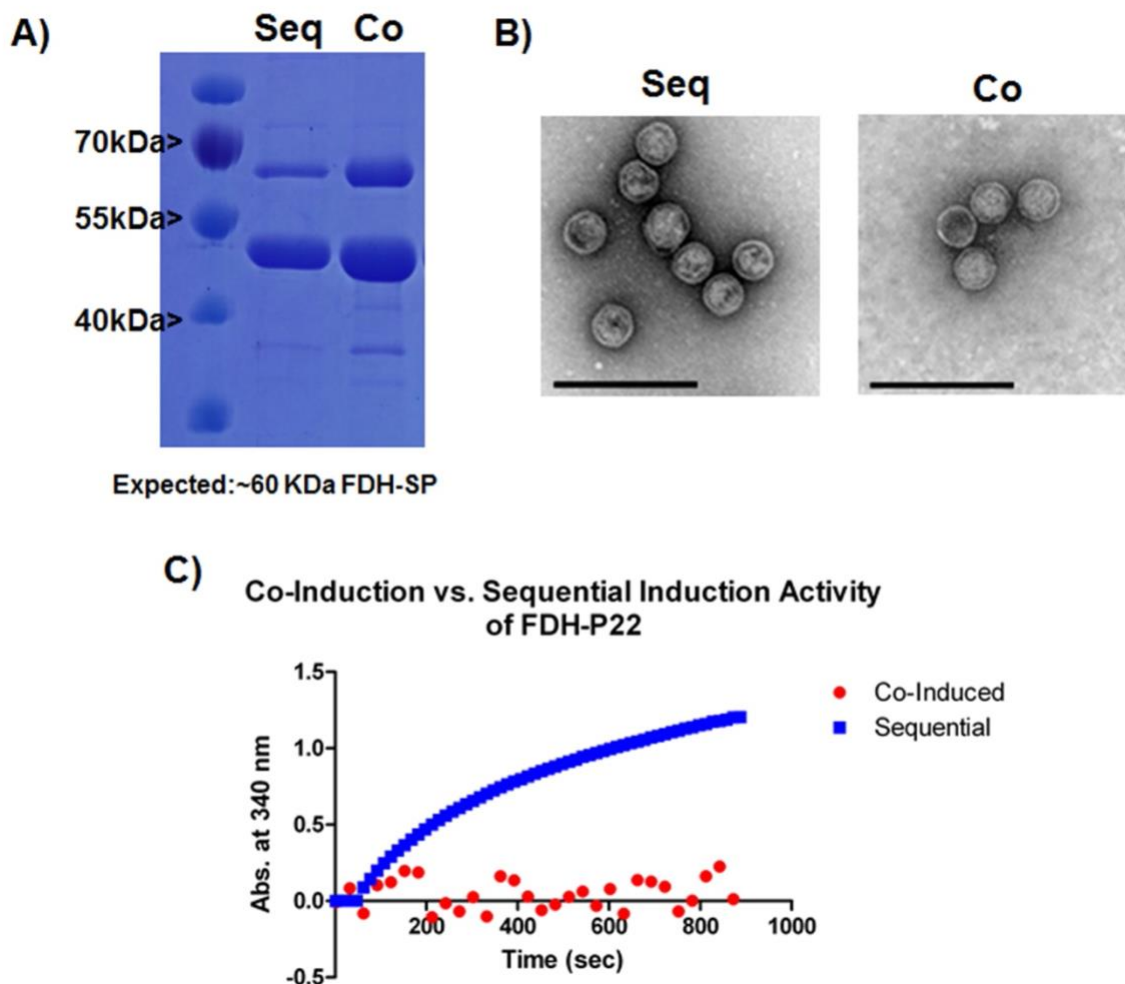 A)
Seq Co
70kDa>
55kDa>
40kDa>
Expected:~60 KDa FDH-SP
B)
Seq
Co
C)
Co-Induction vs. Sequential Induction Activity
of FDH-P22
Abs. at 340 nm
1.5
1.0
0.5
0.0
-0.5
200 400 600 800 1000
Time (sec)
Co-Induced
Sequential